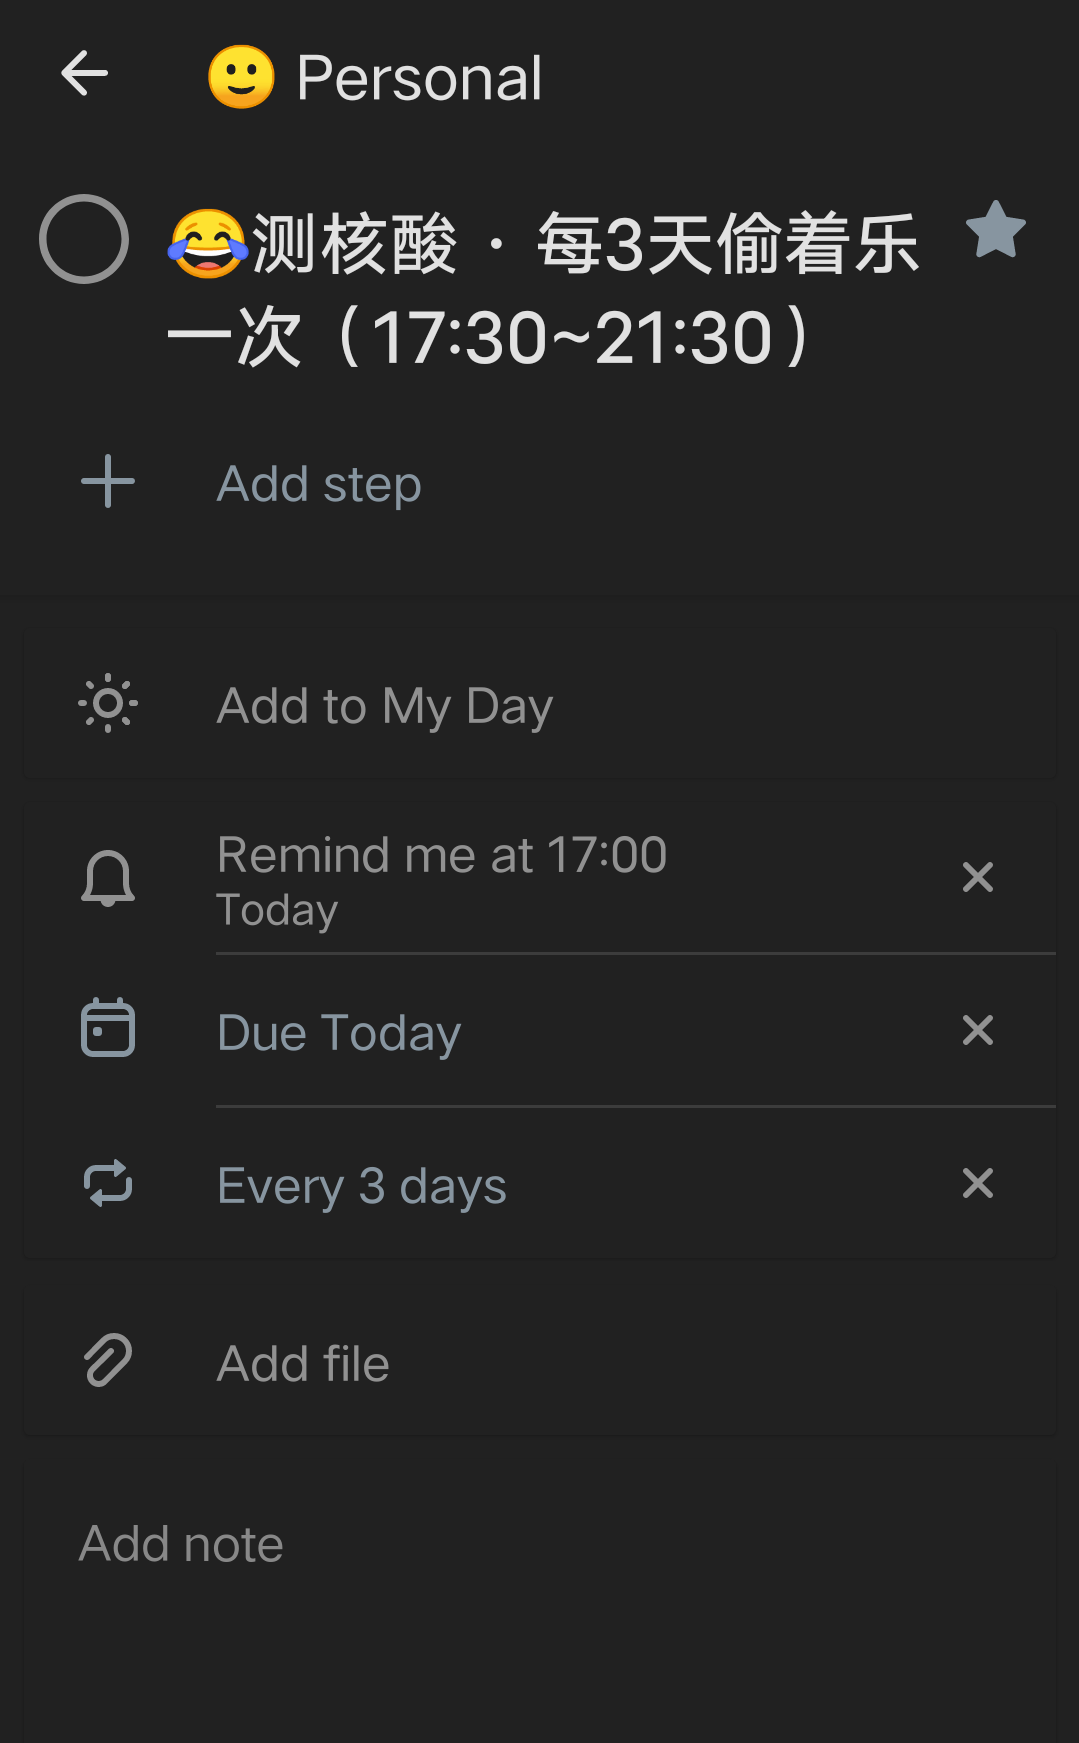 🙂 Personal
😂测核酸 · 每3天偷着乐
一次（17:30~21:30）
Add step
Add to My Day
Remind me at 17:00
Today
Due Today
Every 3 days
Add file
Add note